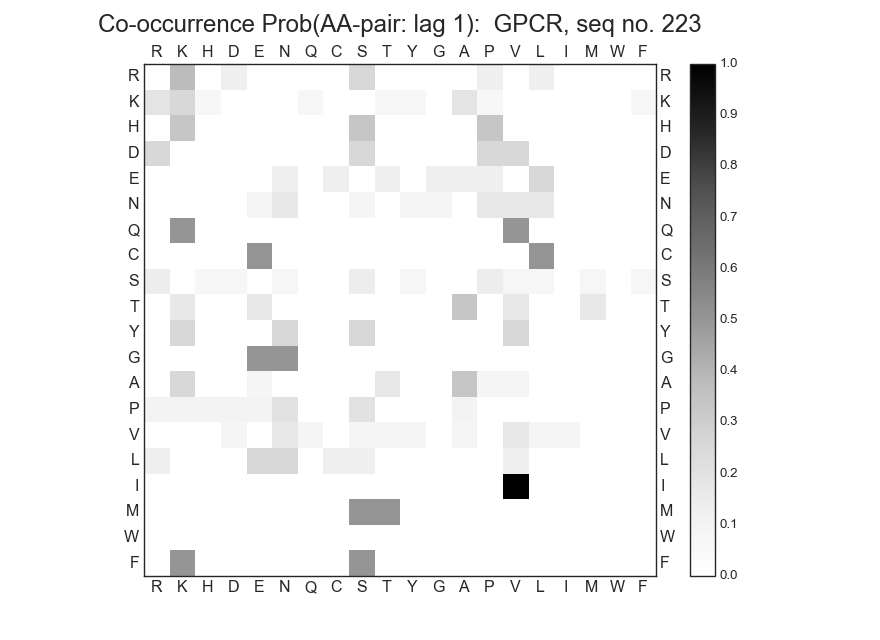 Co-occurrence Prob(AA-pair: lag 1):  GPCR, seq no. 223
R K H D E N Q C S T Y G A P V L I M W F
R R 1.0
K K 0.9
H H
D D 0.8
E E
N N 0.7
Q Q
C C 0.6
S S
T T 0.5
Y Y
G G 0.4
A A
P P 0.3
V V
L L 0.2
I I
M M 0.1
W W
F F 0.0
R K H D E N Q C S T Y G A P V L I M W F